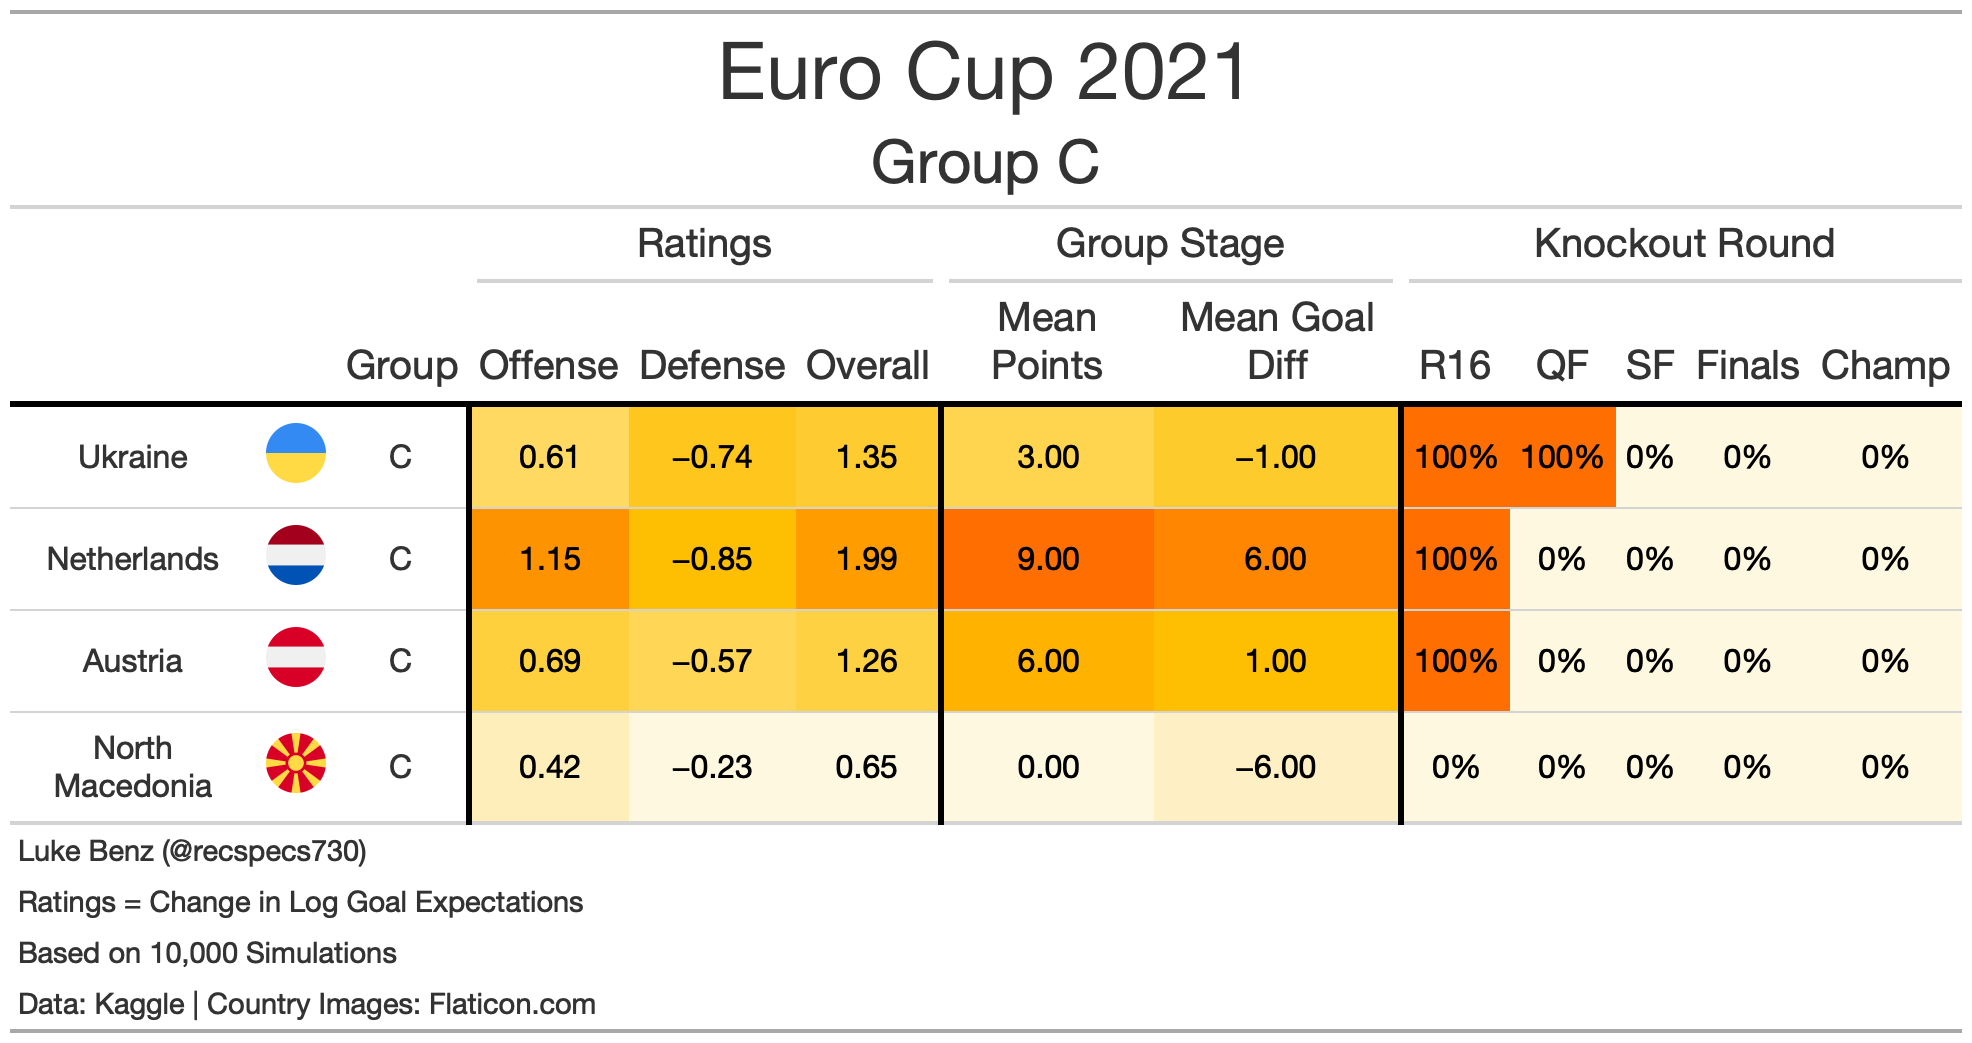 Euro Cup 2021
Group C
Ratings Group Stage Knockout Round
Mean Mean Goal
Group Offense Defense Overall Points Diff R16 QF SF Finals Champ
Ukraine C 0.61 −0.74 1.35 3.00 −1.00 100% 100% 0% 0% 0%
Netherlands C 1.15 −0.85 1.99 9.00 6.00 100% 0% 0% 0% 0%
Austria C 0.69 −0.57 1.26 6.00 1.00 100% 0% 0% 0% 0%
North
Macedonia C 0.42 −0.23 0.65 0.00 −6.00 0% 0% 0% 0% 0%
Luke Benz (@recspecs730)
Ratings = Change in Log Goal Expectations
Based on 10,000 Simulations
Data: Kaggle | Country Images: Flaticon.com